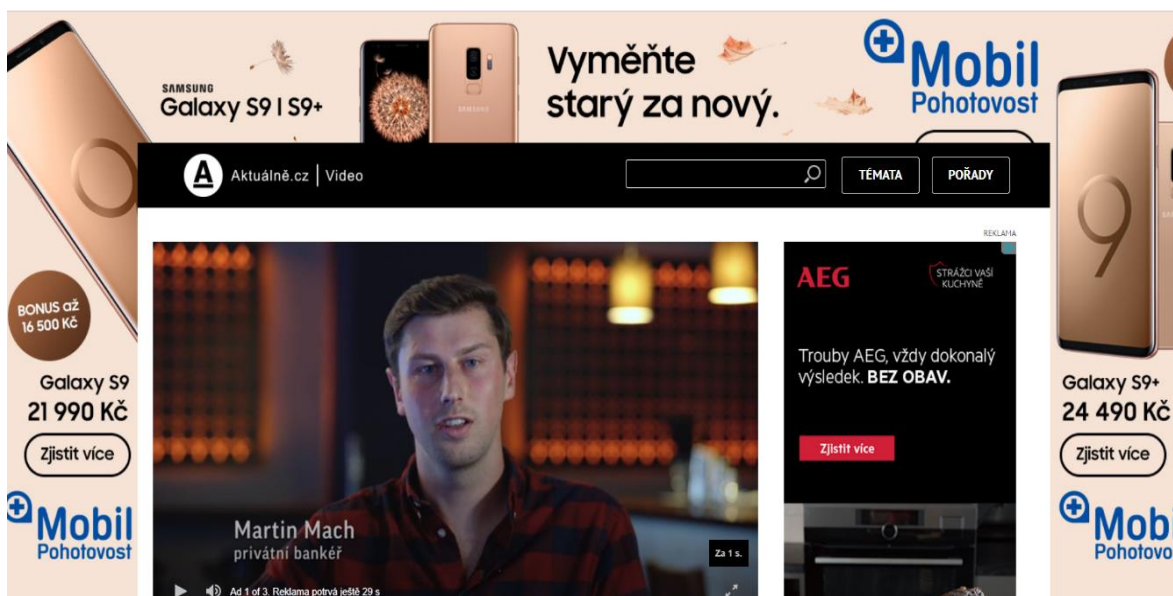 SAMSUNG
Galaxy S9 I S9+
Vyměňte
starý za nový.
Mobil
Pohotovost
Aktuálně.cz | Video
TÉMATA
POŘADY
REKLAMA
BONUS až
16 500 Kč
Galaxy S9
21 990 Kč
Zjistit více
Mobil
Pohotovost
Martin Mach
privátní bankéř
Za 1 s.
Ad 1 of 3. Reklama potrvá ještě 29 s
AEG
STRÁŽCI VAŠÍ
KUCHYNĚ
Trouby AEG, vždy dokonalý
výsledek. BEZ OBAV.
Zjistit více
9
Galaxy S9+
24 490 Kč
Zjistit více
Mobi
Pohotovo